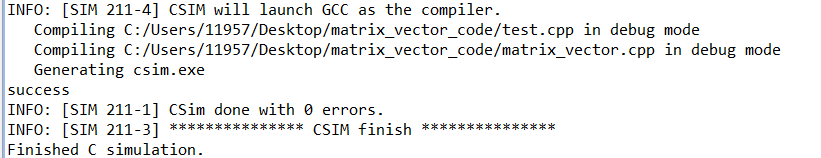 INFO: [SIM 211-4] CSIM will launch GCC as the compiler.
Compiling C:/Users/11957/Desktop/matrix_vector_code/test.cpp in debug mode
Compiling C:/Users/11957/Desktop/matrix_vector_code/matrix_vector.cpp in debug mode
Generating csim.exe
success
INFO: [SIM 211-1] CSim done with 0 errors.
INFO: [SIM 211-3] *************** CSIM finish ***************
Finished C simulation.